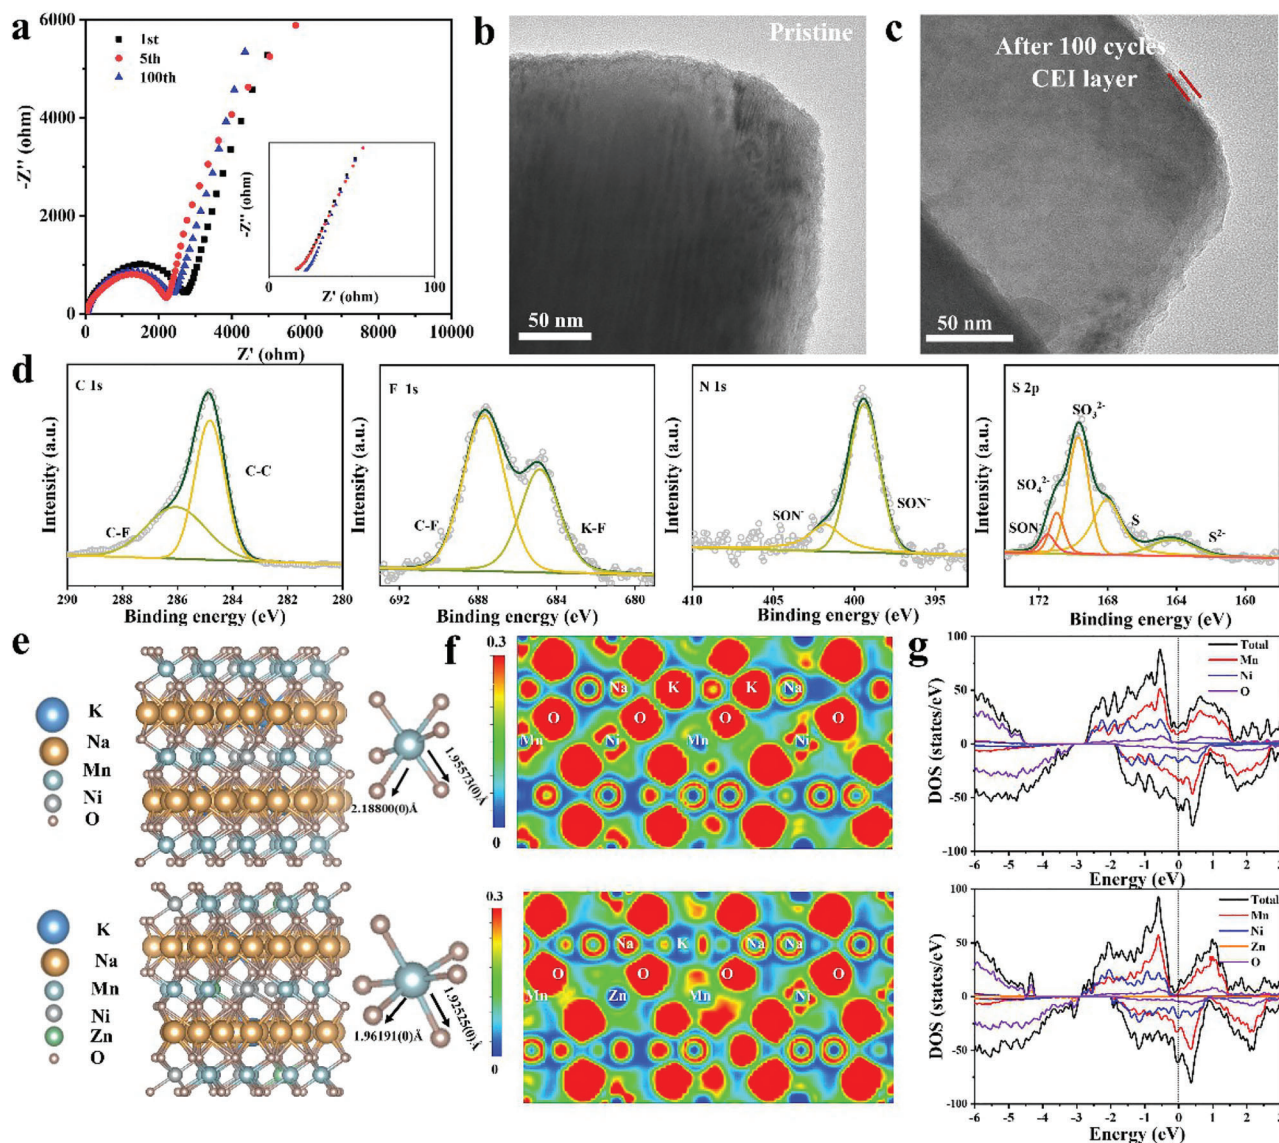 a
1st
5th
100th
6000
4000
2000
0
-Z'' (ohm)
0 2000 4000 6000 8000 10000
Z' (ohm)
-Z'' (ohm)
0 100
Z' (ohm)
b
Pristine
50 nm
c
After 100 cycles
CEI layer
50 nm
d
C 1s
C-C
C-F
Intensity (a.u.)
290 288 286 284 282 280
Binding energy (eV)
F 1s
C-F
K-F
Intensity (a.u.)
692 688 684 680
Binding energy (eV)
N 1s
SON⁻
SON⁻
Intensity (a.u.)
410 405 400 395
Binding energy (eV)
S 2p
SO₃²⁻
SO₄²⁻
SON
S
S²⁻
Intensity (a.u.)
172 168 164 160
Binding energy (eV)
e
K
Na
Mn
Ni
O
1.95573(0)Å
2.18800(0)Å
K
Na
Mn
Ni
Zn
O
1.92525(0)Å
1.96191(0)Å
f
0.3
0
Na K K Na
O O O O
Mn Ni Mn Ni
0.3
0
Na K Na Na
O O O O
Mn Zn Mn Ni
g
Total
Mn
Ni
O
100
50
0
-50
-100
DOS (states/eV)
-6 -5 -4 -3 -2 -1 0 1 2
Energy (eV)
Total
Mn
Ni
Zn
O
100
50
0
-50
-100
DOS (states/eV)
-6 -5 -4 -3 -2 -1 0 1 2
Energy (eV)